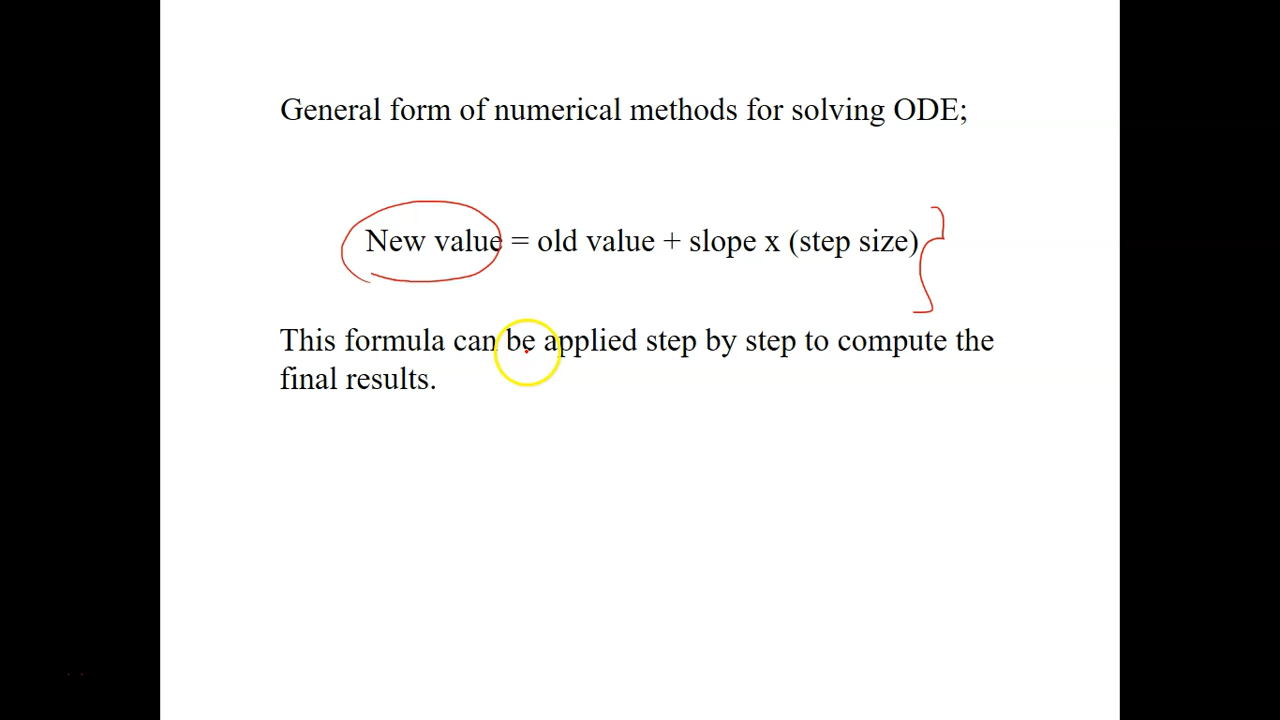 General form of numerical methods for solving ODE;
New value = old value + slope x (step size)
This formula can be applied step by step to compute the
final results.